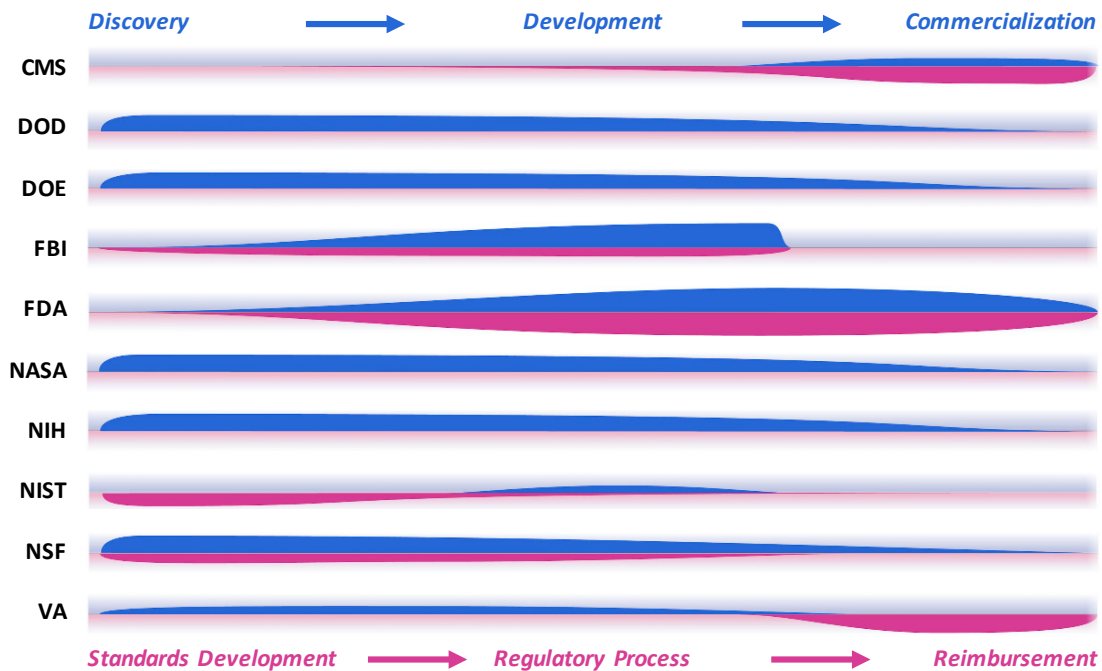 Discovery Development Commercialization
CMS
DOD
DOE
FBI
FDA
NASA
NIH
NIST
NSF
VA
Standards Development Regulatory Process Reimbursement